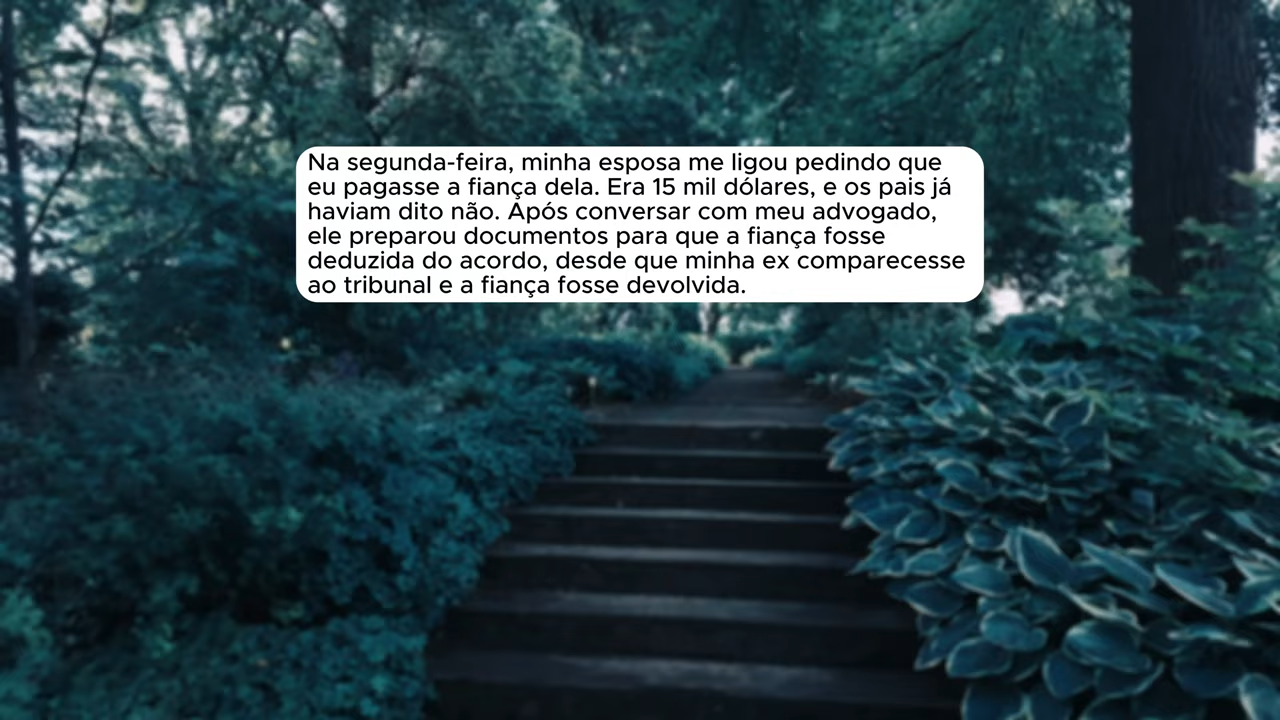 Na segunda-feira, minha esposa me ligou pedindo que
eu pagasse a fiança dela. Era 15 mil dólares, e os pais já
haviam dito não. Após conversar com meu advogado,
ele preparou documentos para que a fiança fosse
deduzida do acordo, desde que minha ex comparecesse
ao tribunal e a fiança fosse devolvida.